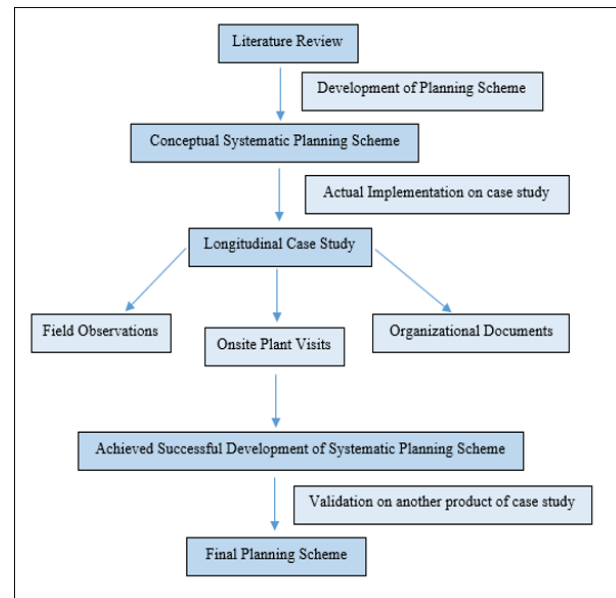 Literature Review
Development of Planning Scheme
Conceptual Systematic Planning Scheme
Actual Implementation on case study
Longitudinal Case Study
Field Observations
Onsite Plant Visits
Organizational Documents
Achieved Successful Development of Systematic Planning Scheme
Validation on another product of case study
Final Planning Scheme